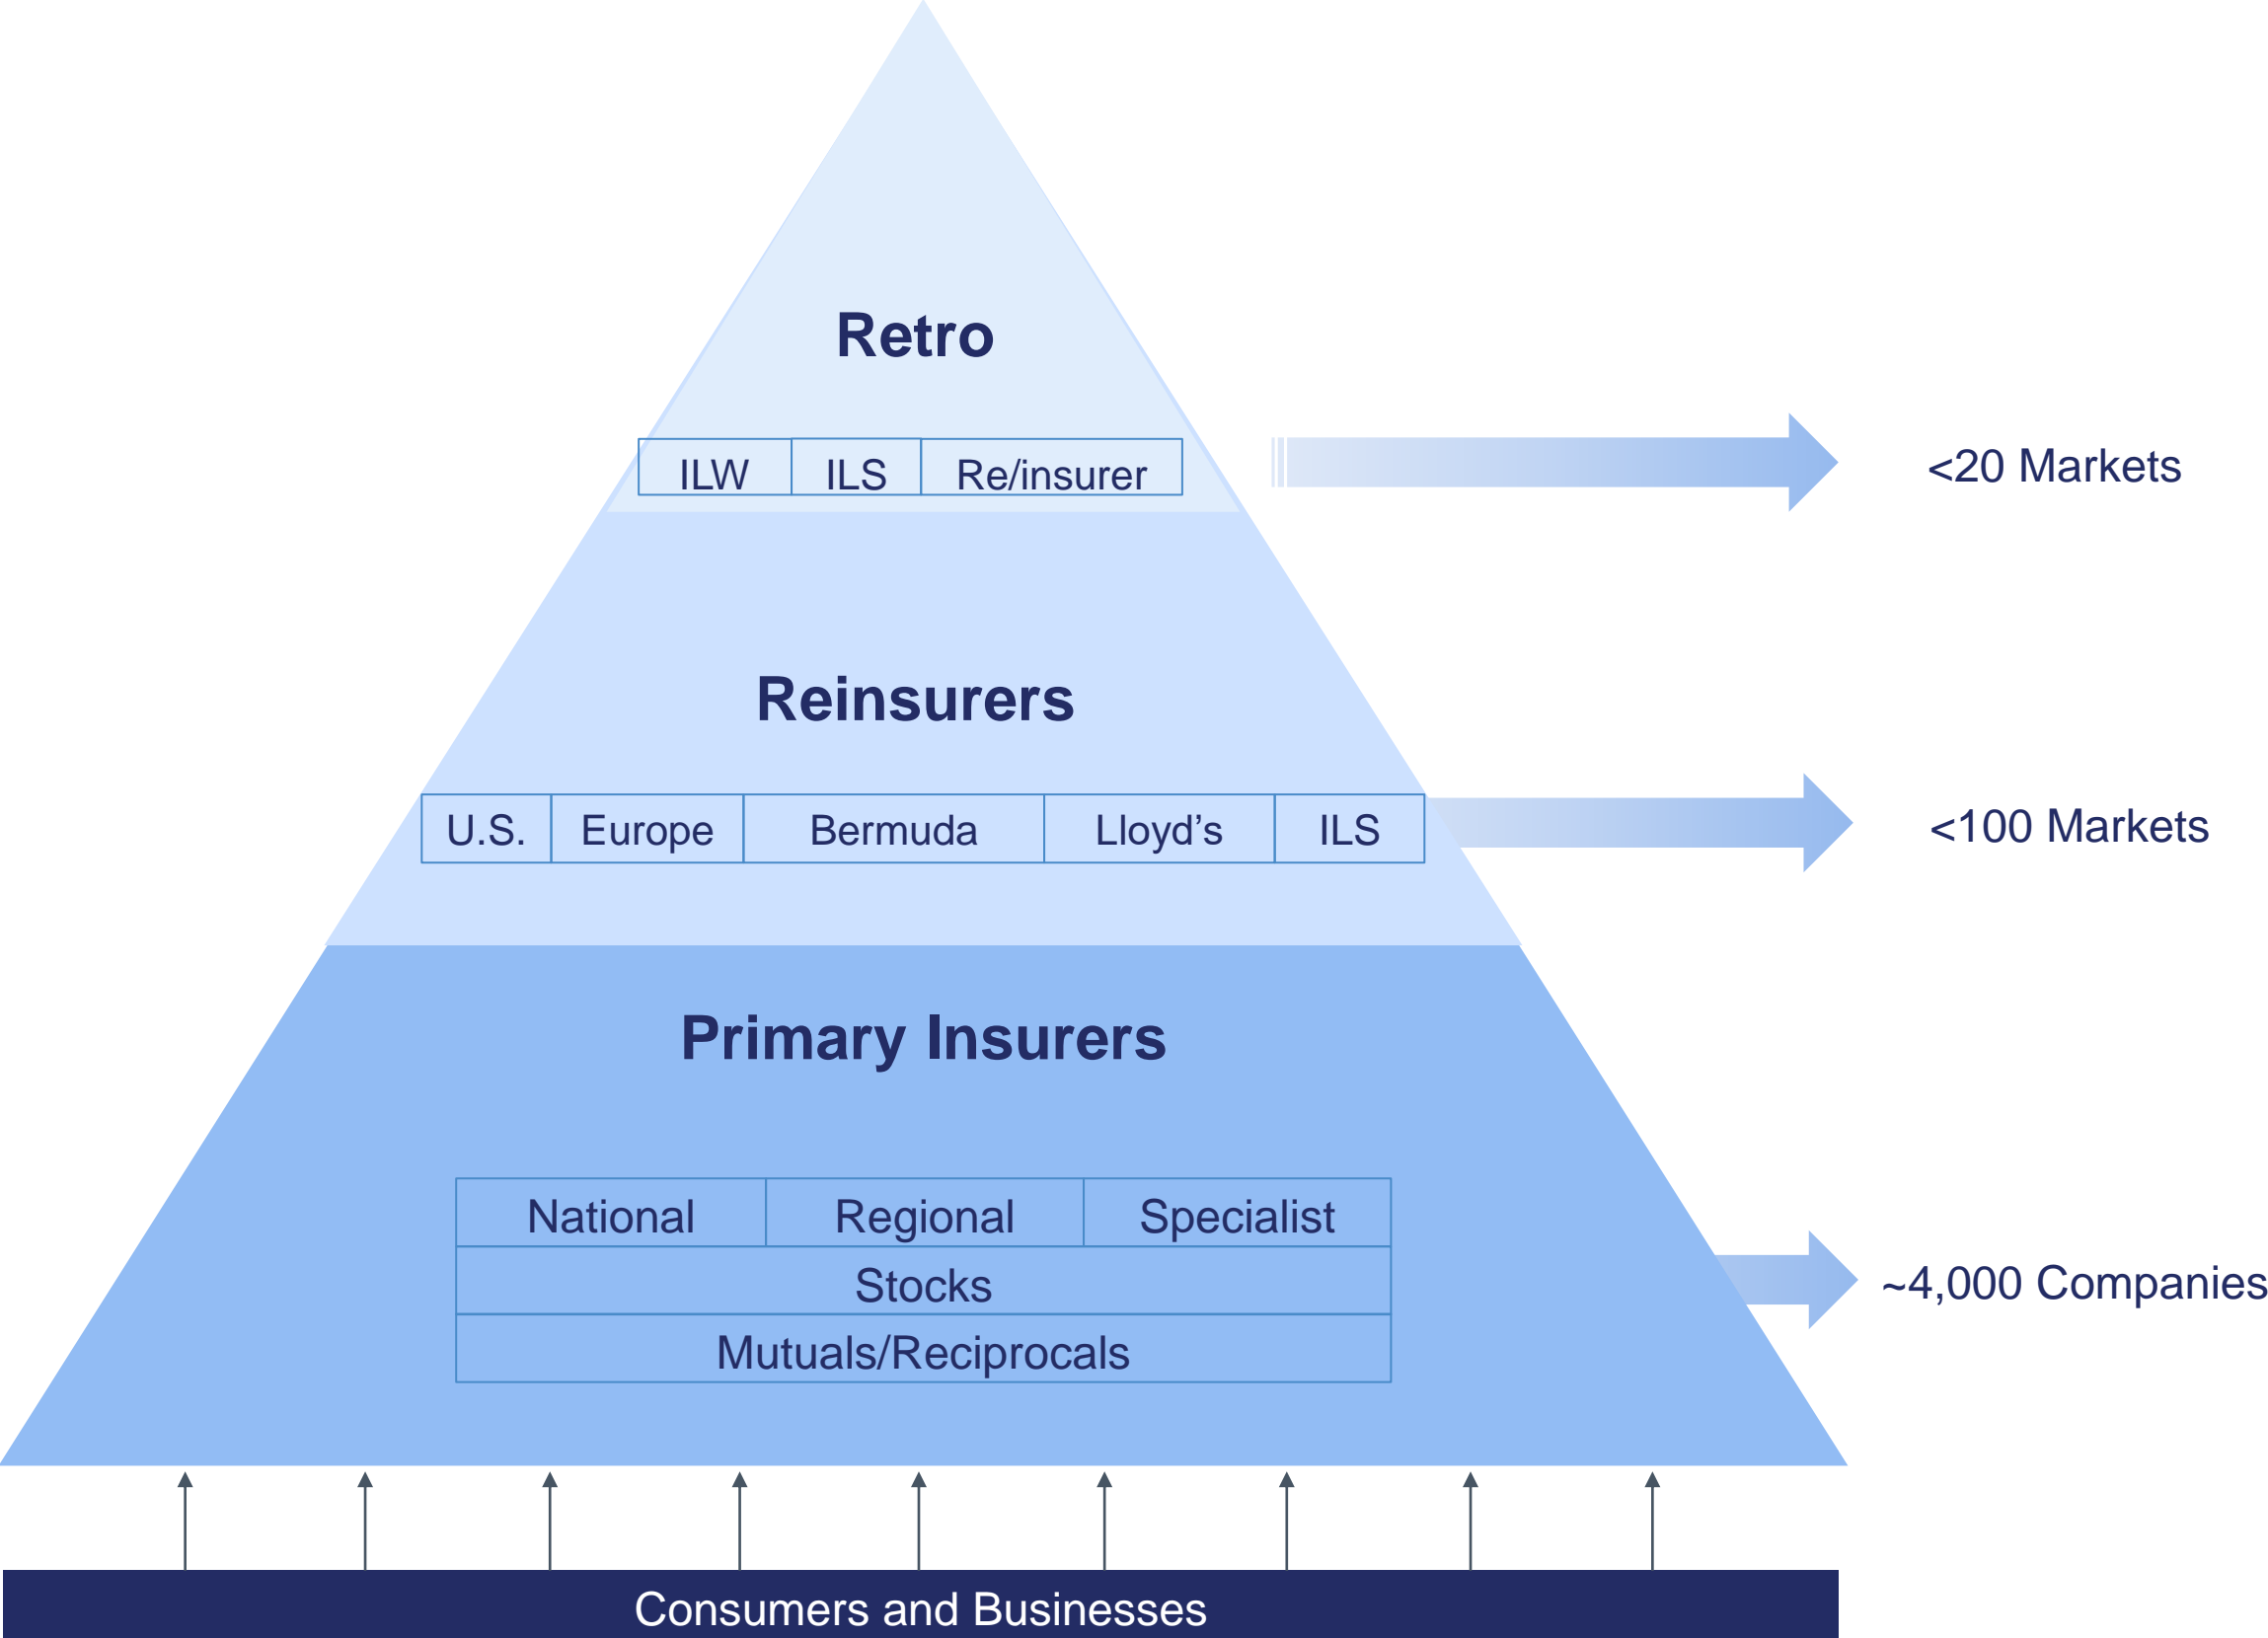 Retro
ILW ILS Re/insurer
<20 Markets
Reinsurers
U.S. Europe Bermuda Lloyd’s ILS
<100 Markets
Primary Insurers
National Regional Specialist
Stocks
~4,000 Companies
Mutuals/Reciprocals
Consumers and Businesses